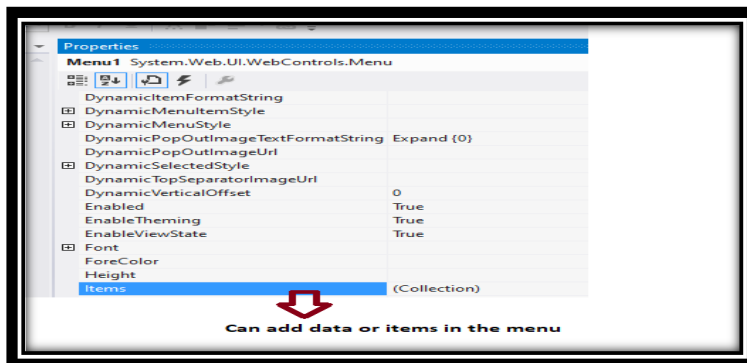 Properties
Menu1 System.Web.UI.WebControls.Menu
DynamicItemFormatString
DynamicMenuItemStyle
DynamicMenuStyle
DynamicPopOutImageTextFormatString Expand {0}
DynamicPopOutImageUrl
DynamicSelectedStyle
DynamicTopSeparatorImageUrl
DynamicVerticalOffset 0
Enabled True
EnableTheming True
EnableViewState True
Font
ForeColor
Height
Items (Collection)
Can add data or items in the menu